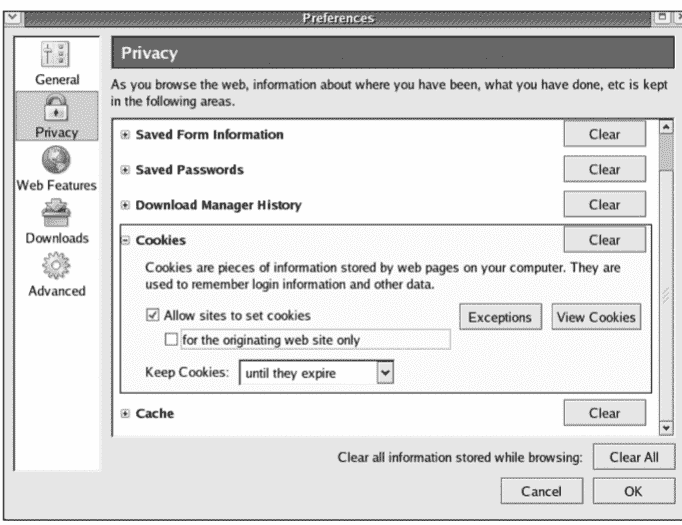 Preferences
General
Privacy
Web Features
Downloads
Advanced
Privacy
As you browse the web, information about where you have been, what you have done, etc is kept
in the following areas.
Saved Form Information Clear
Saved Passwords Clear
Download Manager History Clear
Cookies Clear
Cookies are pieces of information stored by web pages on your computer. They are
used to remember login information and other data.
Allow sites to set cookies Exceptions View Cookies
for the originating web site only
Keep Cookies: until they expire
Cache Clear
Clear all information stored while browsing: Clear All
Cancel OK